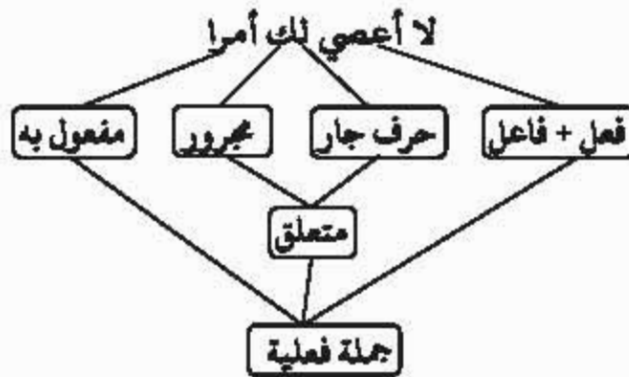 لا أعصي لك أمرا
فعل + فاعل
حرف جار
مجرور
مفعول به
متعلق
جملة فعلية